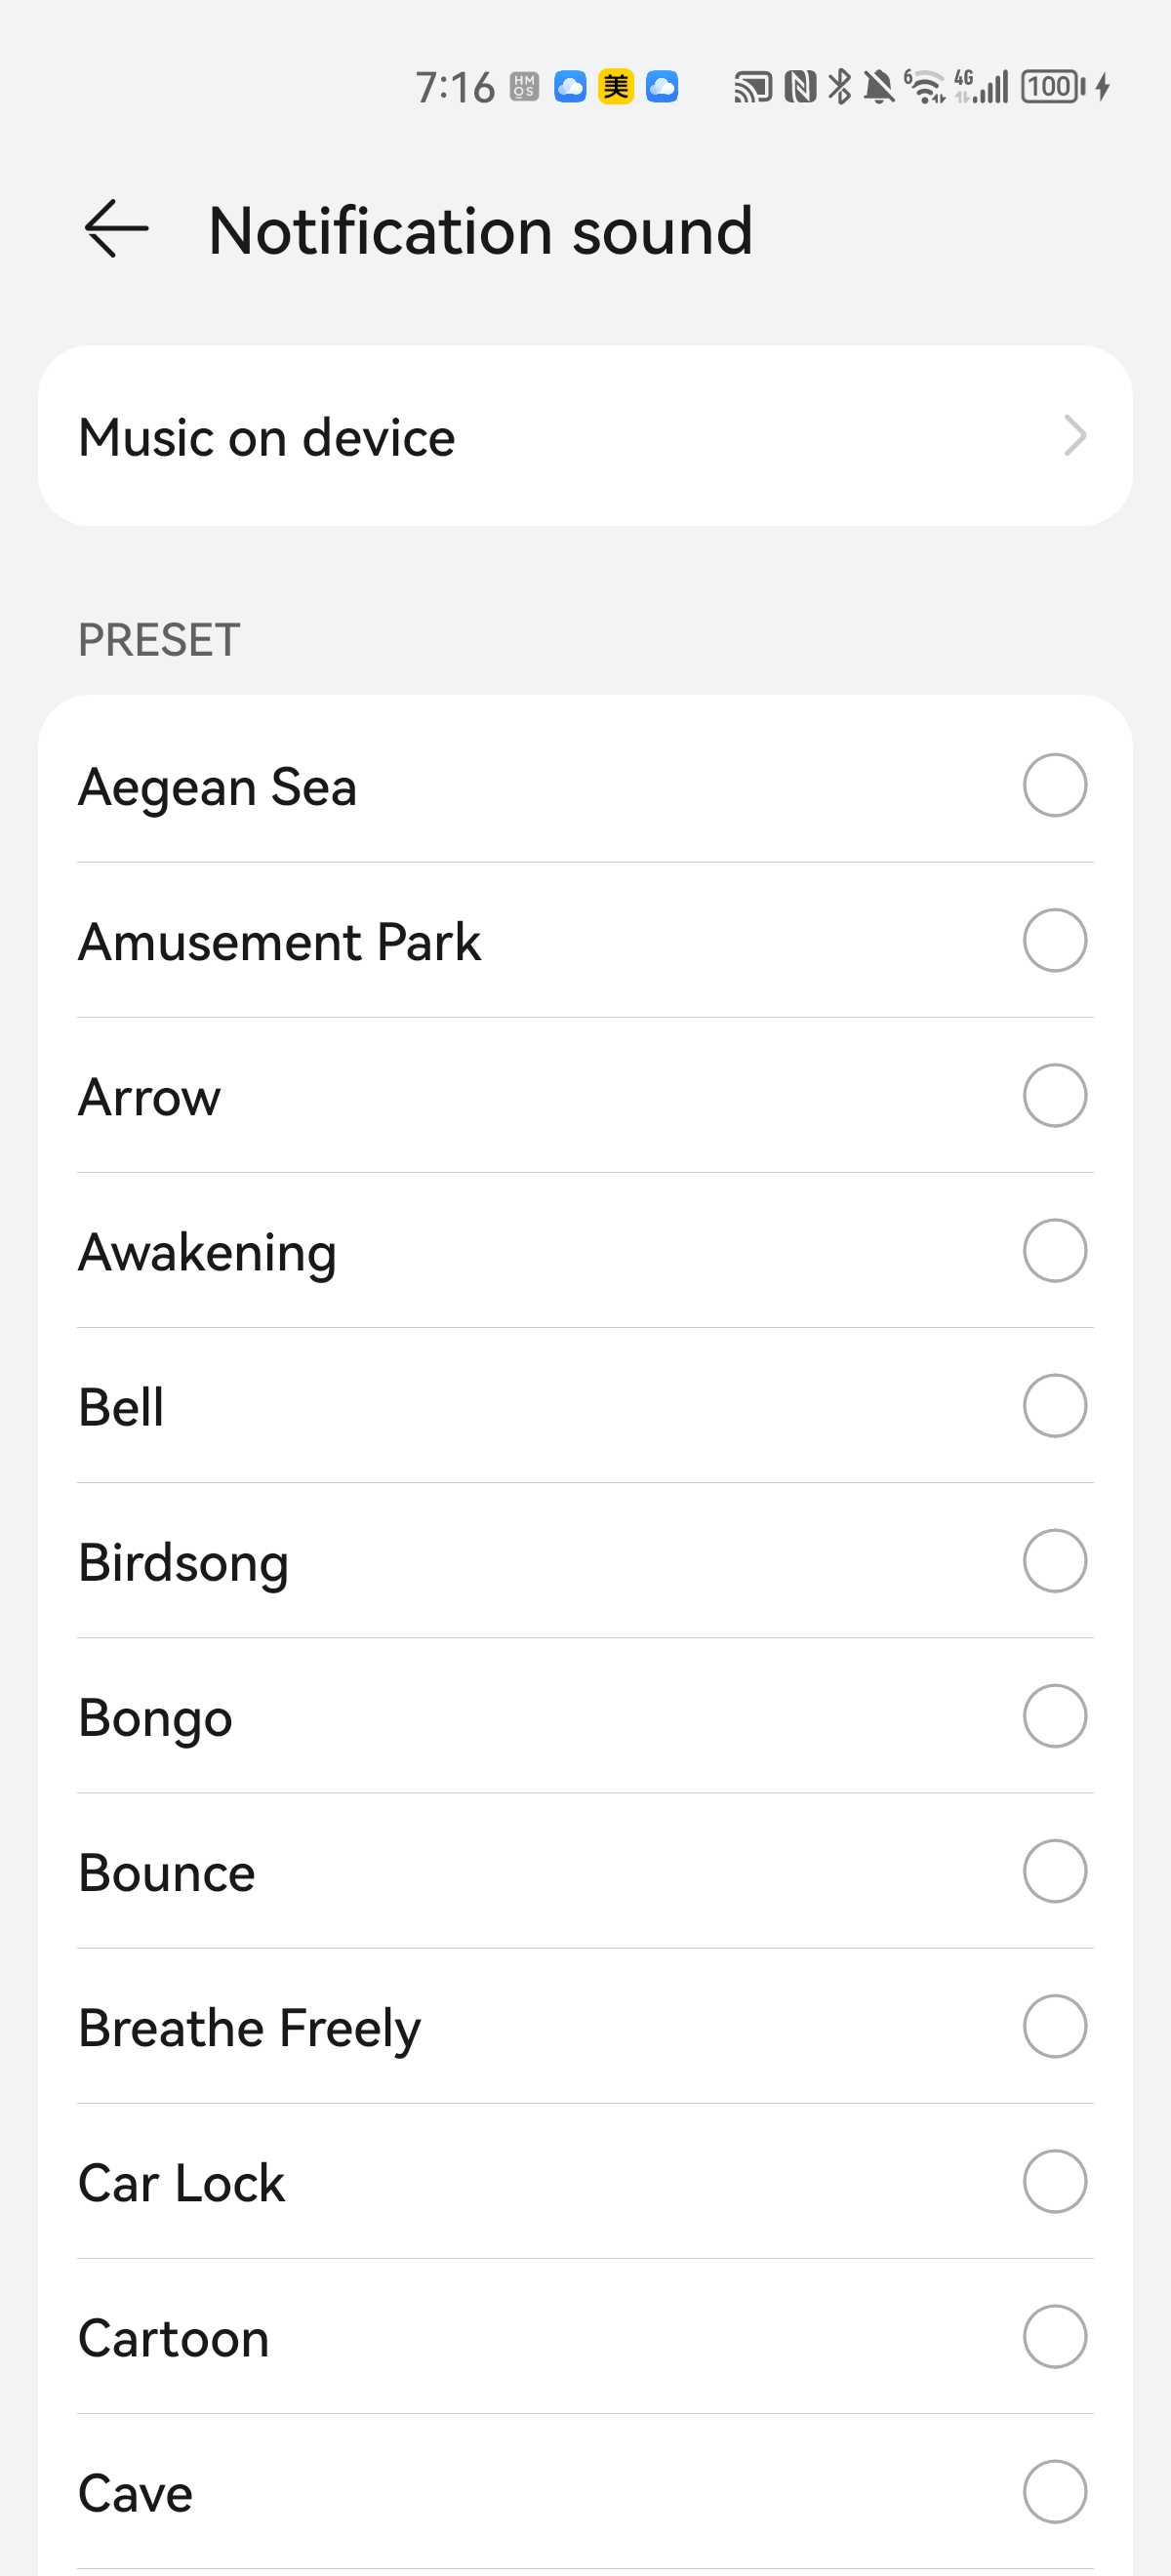 7:16 HM OS 美 6 4G 100
Notification sound
Music on device
PRESET
Aegean Sea
Amusement Park
Arrow
Awakening
Bell
Birdsong
Bongo
Bounce
Breathe Freely
Car Lock
Cartoon
Cave